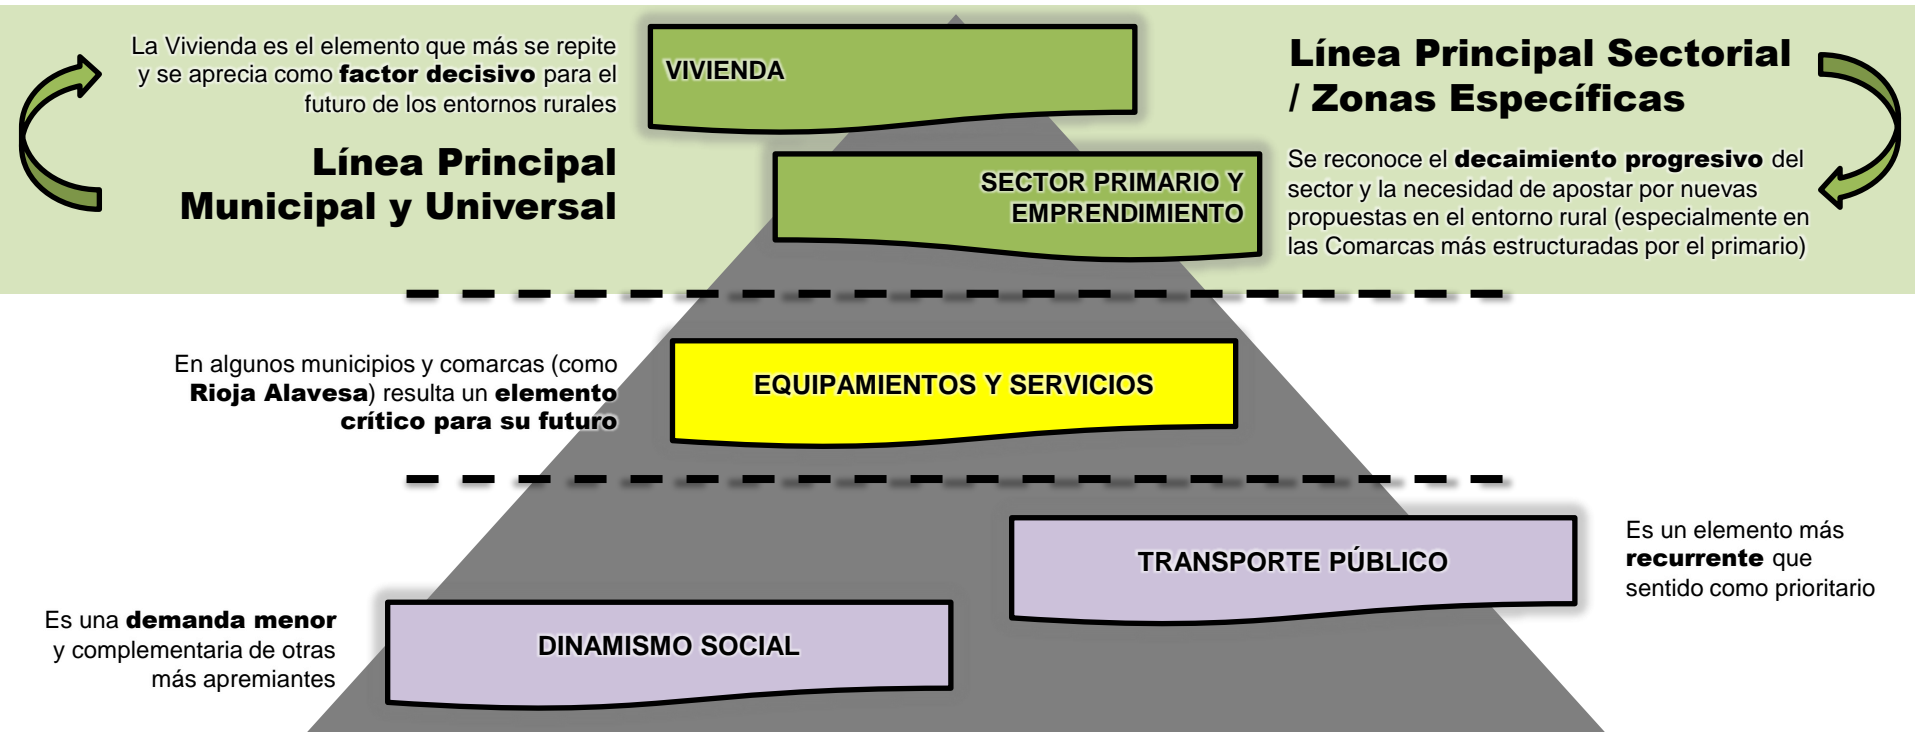 La Vivienda es el elemento que más se repite
y se aprecia como factor decisivo para el
futuro de los entornos rurales
Línea Principal
Municipal y Universal
VIVIENDA
Línea Principal Sectorial
/ Zonas Específicas
SECTOR PRIMARIO Y
EMPRENDIMIENTO
Se reconoce el decaimiento progresivo del
sector y la necesidad de apostar por nuevas
propuestas en el entorno rural (especialmente en
las Comarcas más estructuradas por el primario)
En algunos municipios y comarcas (como
Rioja Alavesa) resulta un elemento
crítico para su futuro
EQUIPAMIENTOS Y SERVICIOS
TRANSPORTE PÚBLICO
Es un elemento más
recurrente que
sentido como prioritario
Es una demanda menor
y complementaria de otras
más apremiantes
DINAMISMO SOCIAL